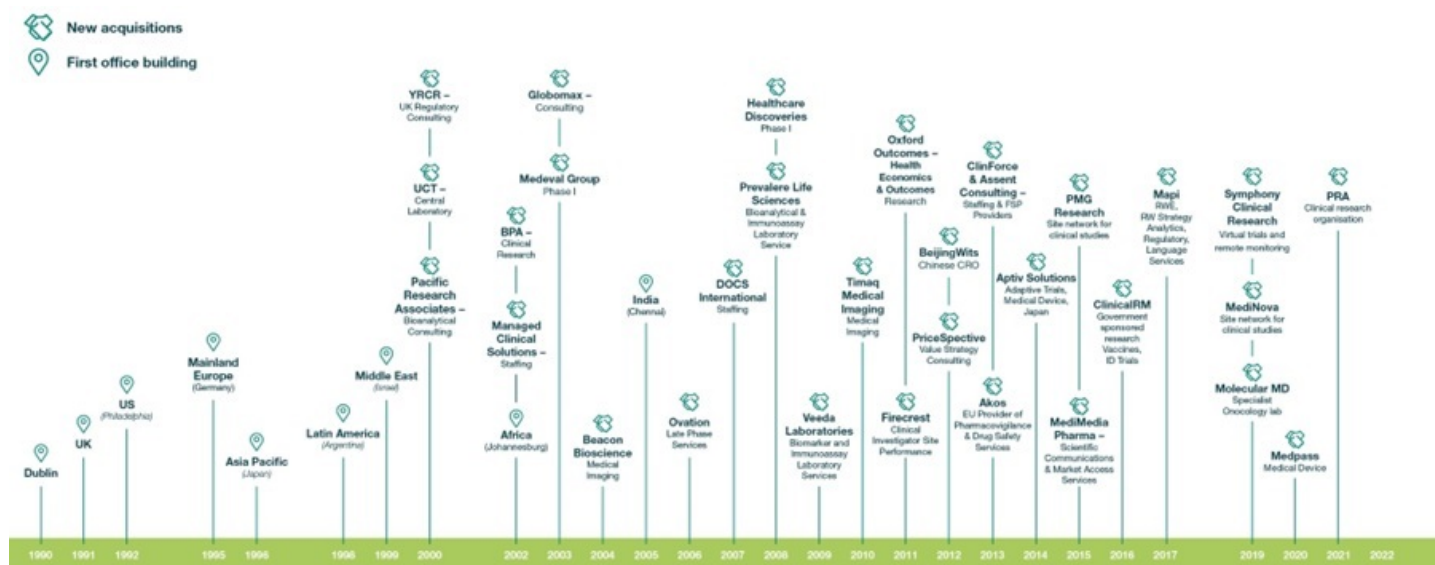 New acquisitions
First office building
Dublin
UK
US
(Philadelphia)
Mainland
Europe
(Germany)
Asia Pacific
(Japan)
Latin America
(Argentina)
Middle East
(Israel)
YRCR –
UK Regulatory
Consulting
UCT –
Central
Laboratory
Pacific
Research
Associates –
Bioanalytical
Consulting
BPA –
Clinical
Research
Managed
Clinical
Solutions –
Staffing
Africa
(Johannesburg)
Globomax –
Consulting
Medeval Group
Phase I
Beacon
Bioscience
Medical
Imaging
India
(Chennai)
Ovation
Late Phase
Services
DOCS
International
Staffing
Healthcare
Discoveries
Phase I
Prevalere Life
Sciences
Bioanalytical &
Immunoassay
Laboratory
Service
Veeda
Laboratories
Biomarker and
Immunoassay
Laboratory
Services
Timaq
Medical
Imaging
Medical
Imaging
Oxford
Outcomes –
Health
Economics
& Outcomes
Research
Firecrest
Clinical
Investigator Site
Performance
BeijingWits
Chinese CRO
PriceSpective
Value Strategy
Consulting
ClinForce
& Assent
Consulting –
Staffing & FSP
Providers
Akos
EU Provider of
Pharmacovigilance
& Drug Safety
Services
Aptiv Solutions
Adaptive Trials,
Medical Device,
Japan
PMG
Research
Site network for
clinical studies
MediMedia
Pharma –
Scientific
Communications
& Market Access
Services
ClinicalRM
Government
sponsored
research
Vaccines,
ID Trials
Mapi
RWE,
RW Strategy
Analytics,
Regulatory,
Language
Services
Symphony
Clinical
Research
Virtual trials and
remote monitoring
MediNova
Site network for
clinical studies
Molecular MD
Specialist
Onocology lab
Medpass
Medical Device
PRA
Clinical research
organisation
1990 1991 1992 1995 1996 1998 1999 2000 2002 2003 2004 2005 2006 2007 2008 2009 2010 2011 2012 2013 2014 2015 2016 2017 2019 2020 2021 2022